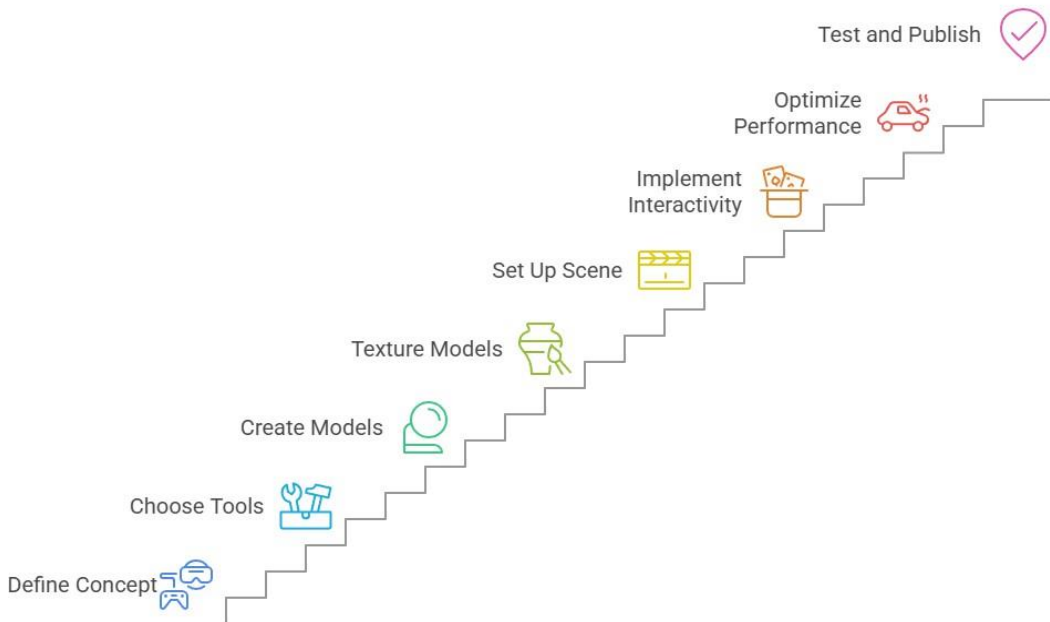 Test and Publish
Optimize
Performance
Implement
Interactivity
Set Up Scene
Texture Models
Create Models
Choose Tools
Define Concept